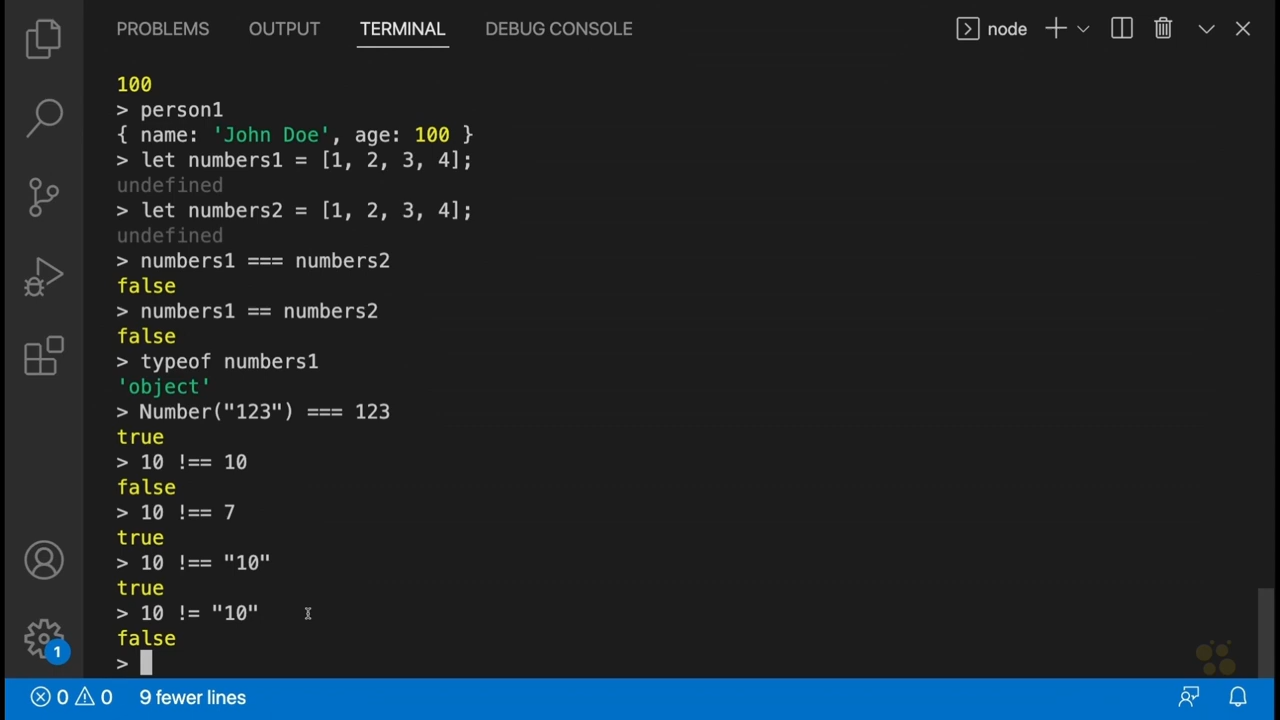 PROBLEMS OUTPUT TERMINAL DEBUG CONSOLE node
100
> person1
{ name: 'John Doe', age: 100 }
> let numbers1 = [1, 2, 3, 4];
undefined
> let numbers2 = [1, 2, 3, 4];
undefined
> numbers1 === numbers2
false
> numbers1 == numbers2
false
> typeof numbers1
'object'
> Number("123") === 123
true
> 10 !== 10
false
> 10 !== 7
true
> 10 !== "10"
true
> 10 != "10"
false
>
1
0 0 9 fewer lines